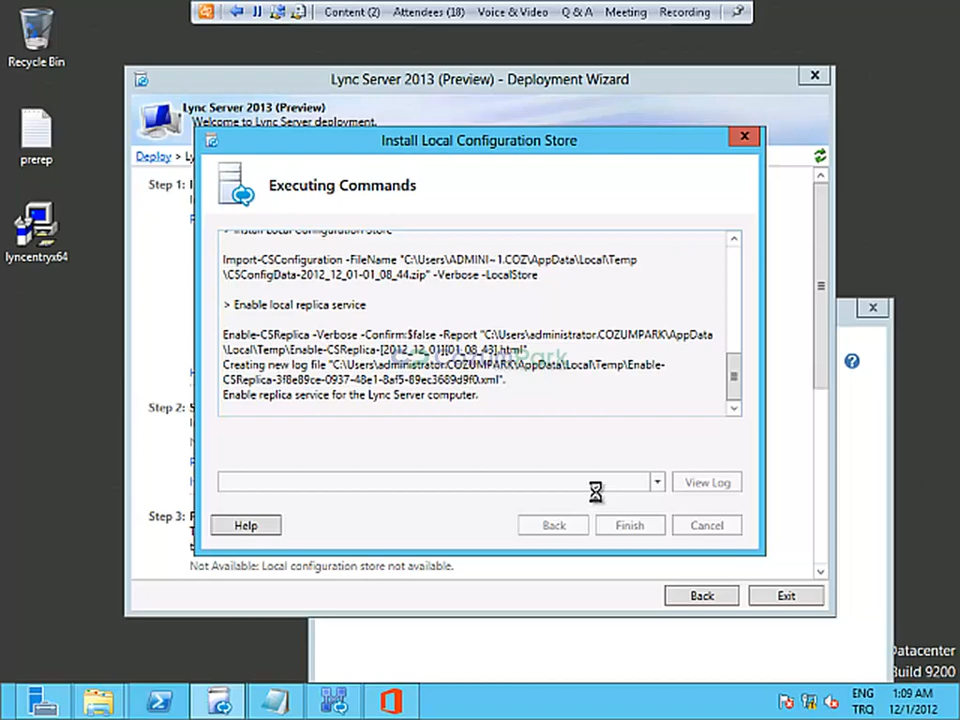 Content (2) Attendees (18) Voice & Video Q & A Meeting Recording
Recycle Bin
prerep
lyncentryx64
Lync Server 2013 (Preview) - Deployment Wizard
Lync Server 2013 (Preview)
Welcome to Lync Server deployment.
Deploy > Ly
Step 1:
Step 2:
Step 3:
Install Local Configuration Store
Executing Commands
> Install Local Configuration Store
Import-CSConfiguration -FileName "C:\Users\ADMINI~1.COZ\AppData\Local\Temp
\CSConfigData-2012_12_01-01_08_44.zip" -Verbose -LocalStore
> Enable local replica service
Enable-CSReplica -Verbose -Confirm:$false -Report "C:\Users\administrator.COZUMPARK\AppData
\Local\Temp\Enable-CSReplica-[2012_12_01][01_08_43].html"
Creating new log file "C:\Users\administrator.COZUMPARK\AppData\Local\Temp\Enable-
CSReplica-3f8e89ce-0937-48e1-8af5-89ec3689d9f0.xml".
Enable replica service for the Lync Server computer.
View Log
Help Back Finish Cancel
Not Available: Local configuration store not available.
Back Exit
Datacenter
Build 9200
ENG 1:09 AM
TRQ 12/1/2012